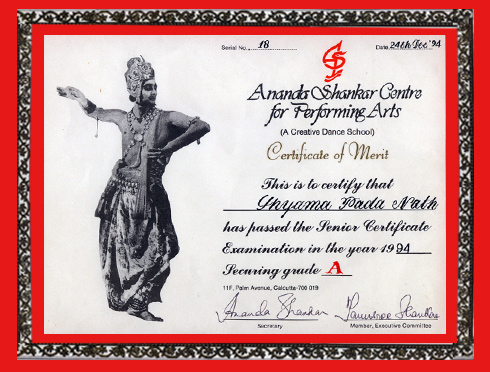 Serial No. 18
Date 24th Dec '94
Ananda Shankar Centre
for Performing Arts
(A Creative Dance School)
Certificate of Merit
This is to certify that
Shyama Pada Nath
has passed the Senior Certificate
Examination in the year 1994
Securing grade A
11F, Palm Avenue, Calcutta-700 019
Ananda Shankar
Secretary
Tanusree Shankar
Member, Executive Committee